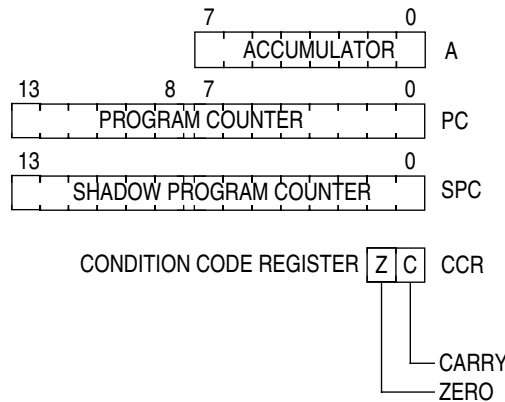 7 0
ACCUMULATOR A
13 8 7 0
PROGRAM COUNTER PC
13 0
SHADOW PROGRAM COUNTER SPC
CONDITION CODE REGISTER Z C CCR
CARRY
ZERO